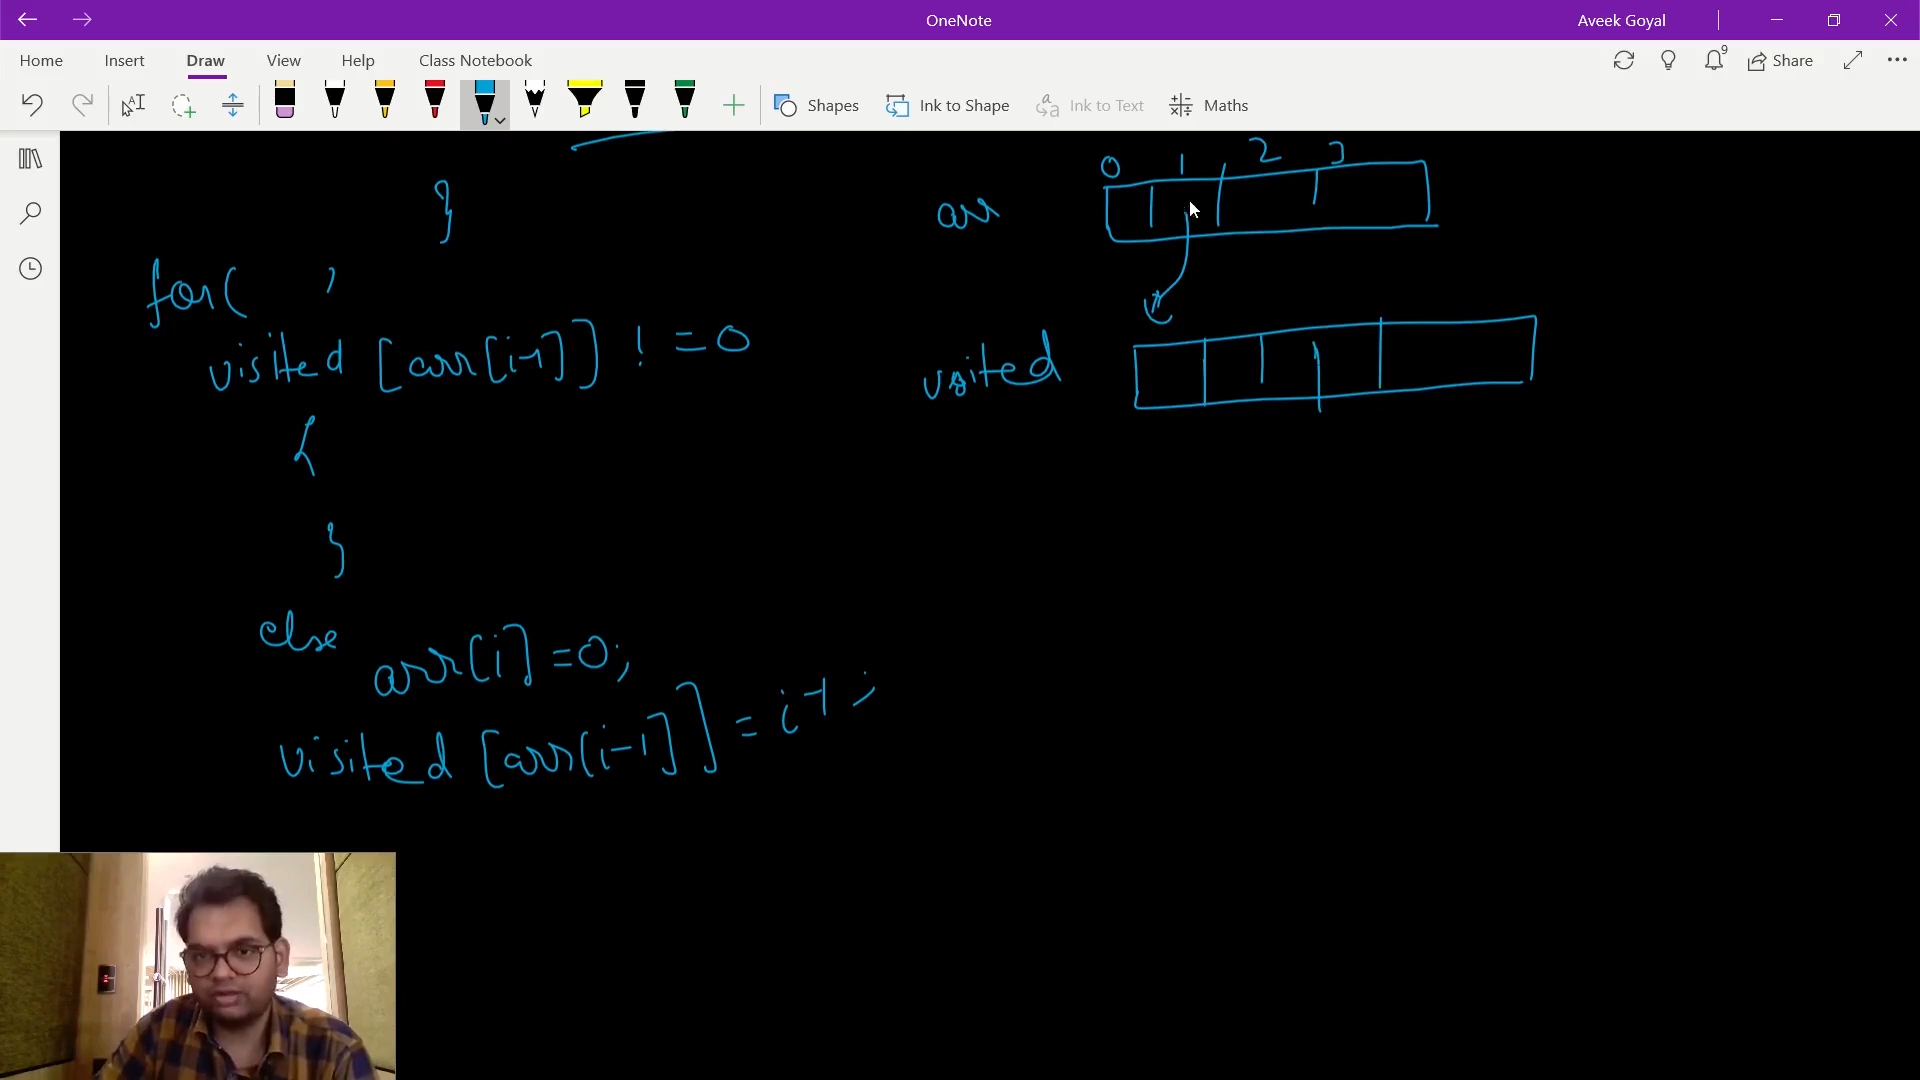 OneNote
Aveek Goyal
Home Insert Draw View Help Class Notebook
9
Share
Shapes Ink to Shape Ink to Text Maths
}
for( ;
visited [arr[i-1]] != 0
{
}
else
arr[i] = 0;
visited [arr[i-1]] = i-1;
0 1 2 3
arr
visited